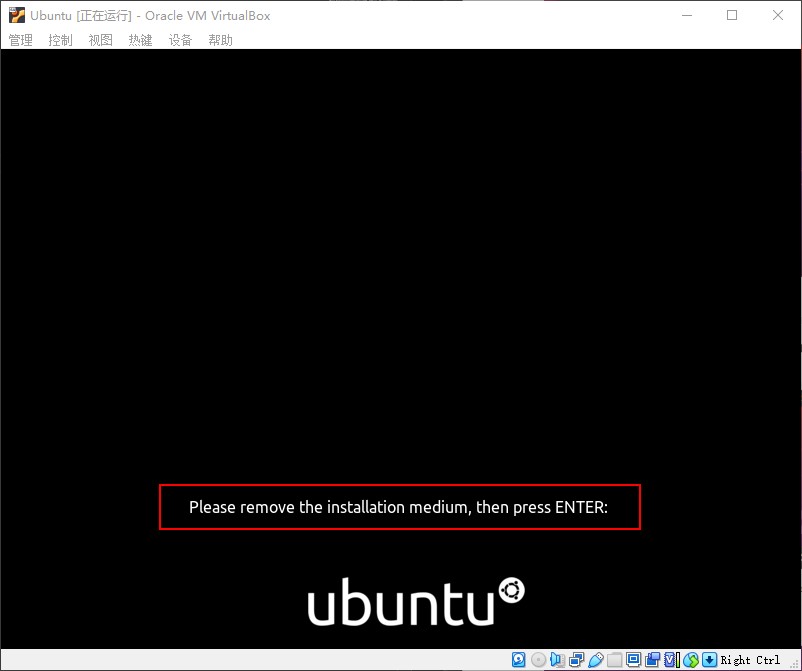 Ubuntu [正在运行] - Oracle VM VirtualBox
管理 控制 视图 热键 设备 帮助
Please remove the installation medium, then press ENTER:
ubuntu
Right Ctrl